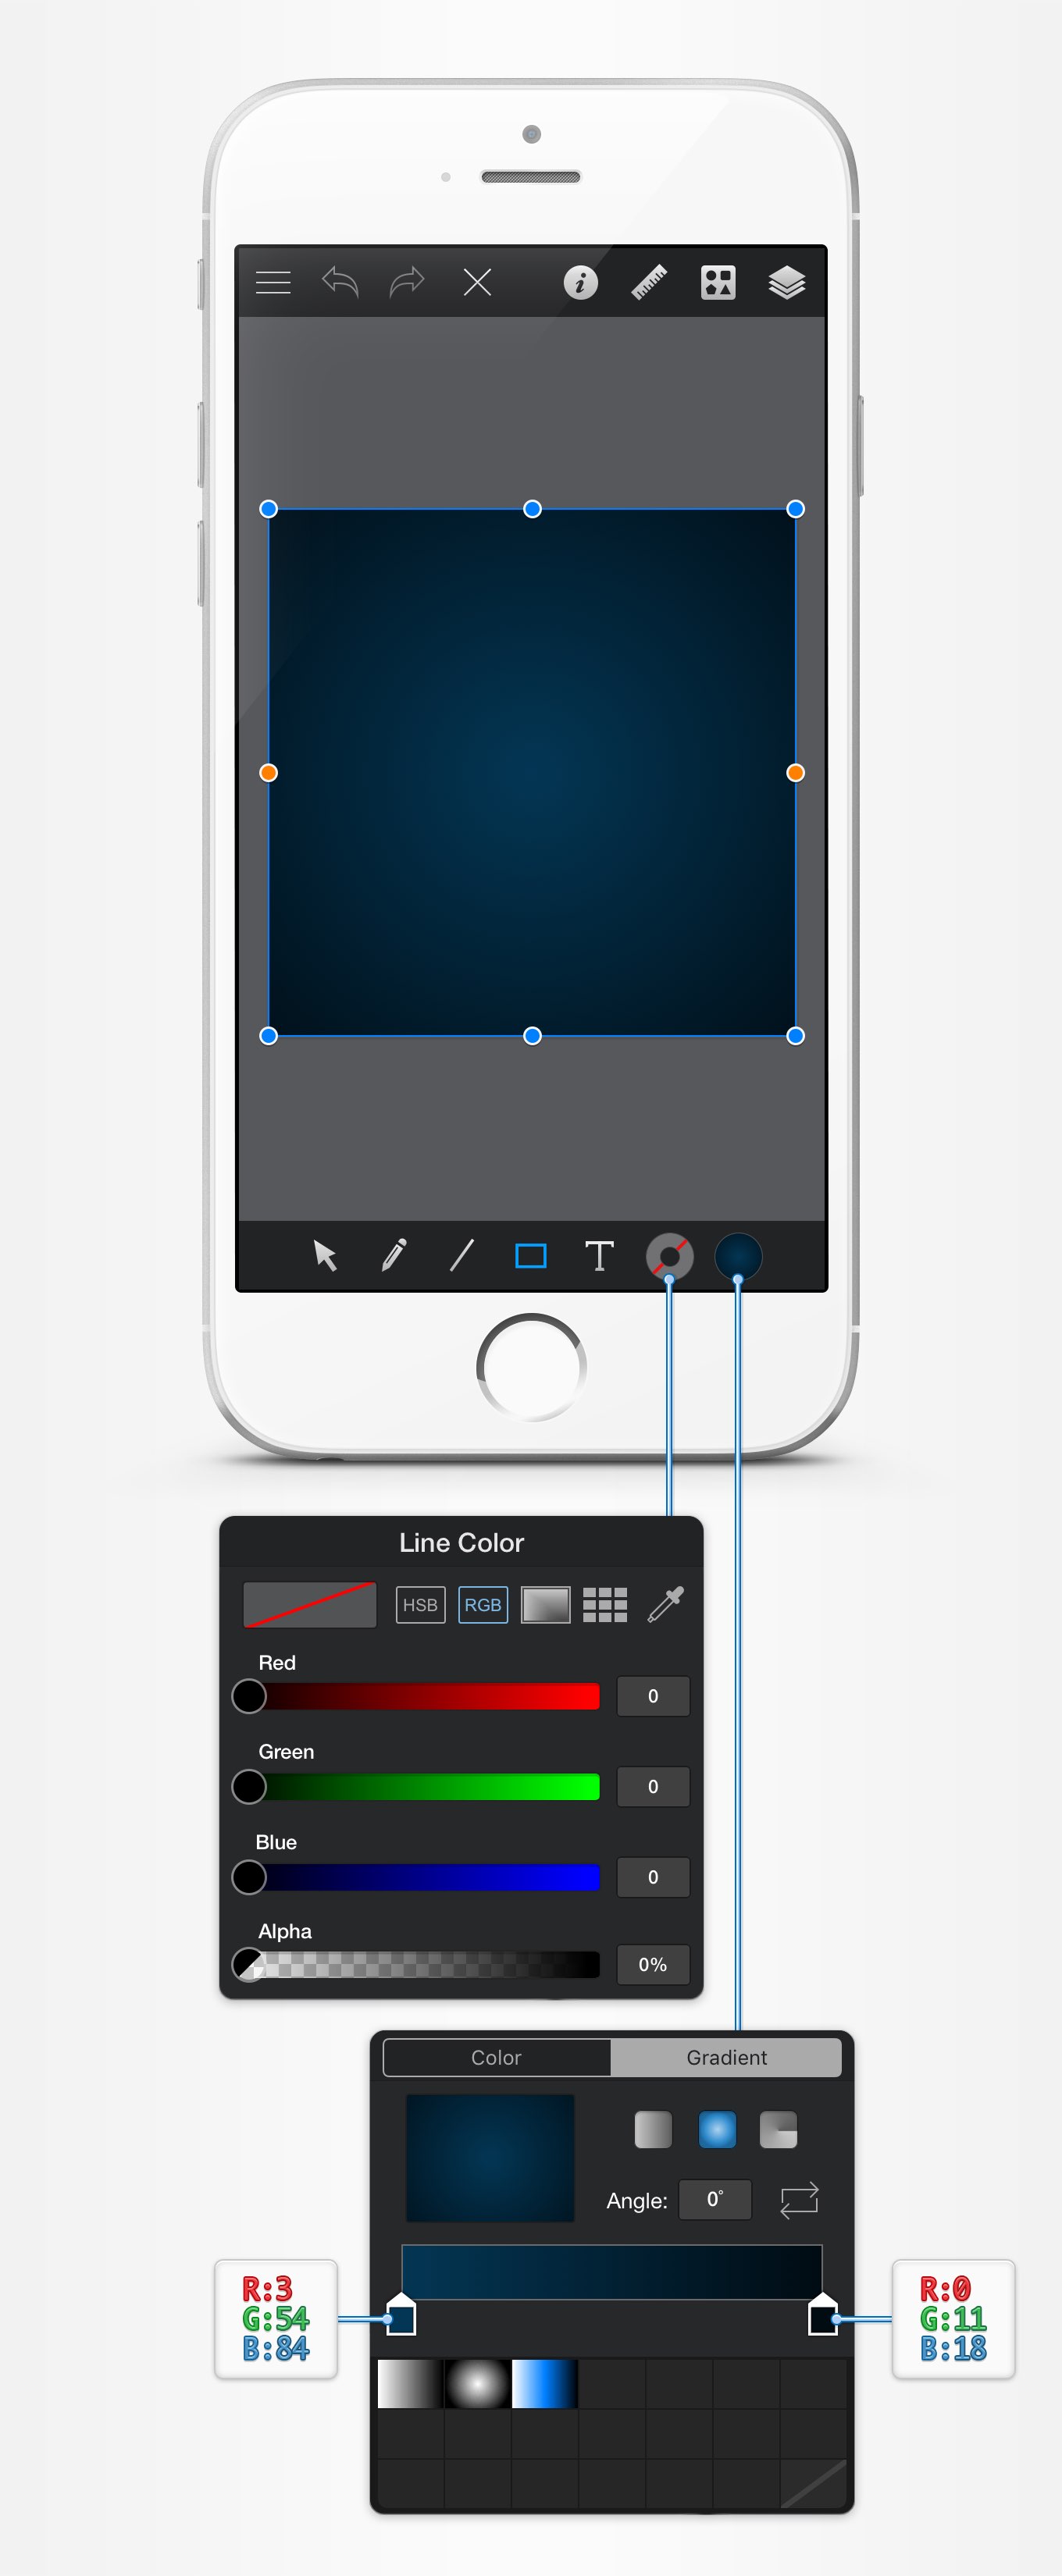 T
Line Color
HSB RGB
Red
0
Green
0
Blue
0
Alpha
0%
Color Gradient
Angle: 0°
R:3
G:54
B:84
R:0
G:11
B:18